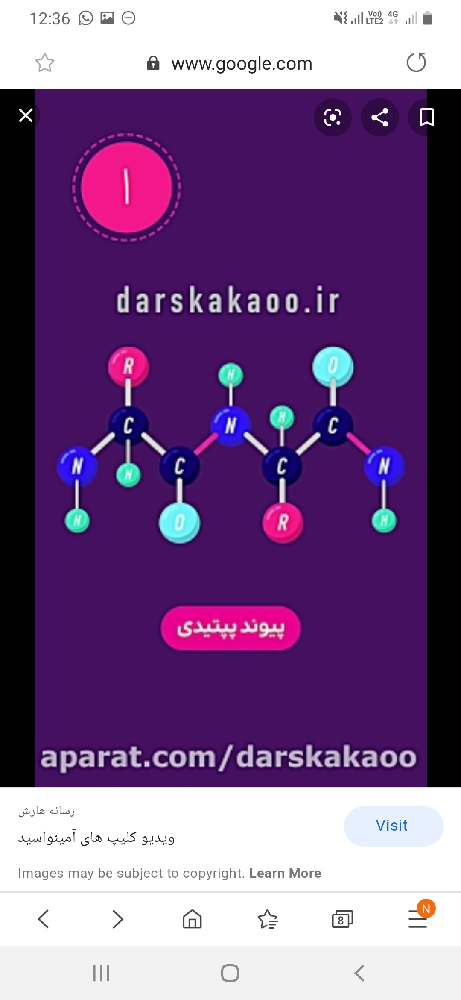 12:36
Vo)) LTE2 4G
www.google.com
۱
darskakaoo.ir
R
O
H
H
C
N
C
N
C
C
N
H
H
O
R
H
پیوند پپتیدی
aparat.com/darskakaoo
رسانه هارش
ویدیو کلیپ های آمینواسید
Visit
Images may be subject to copyright. Learn More
8
N